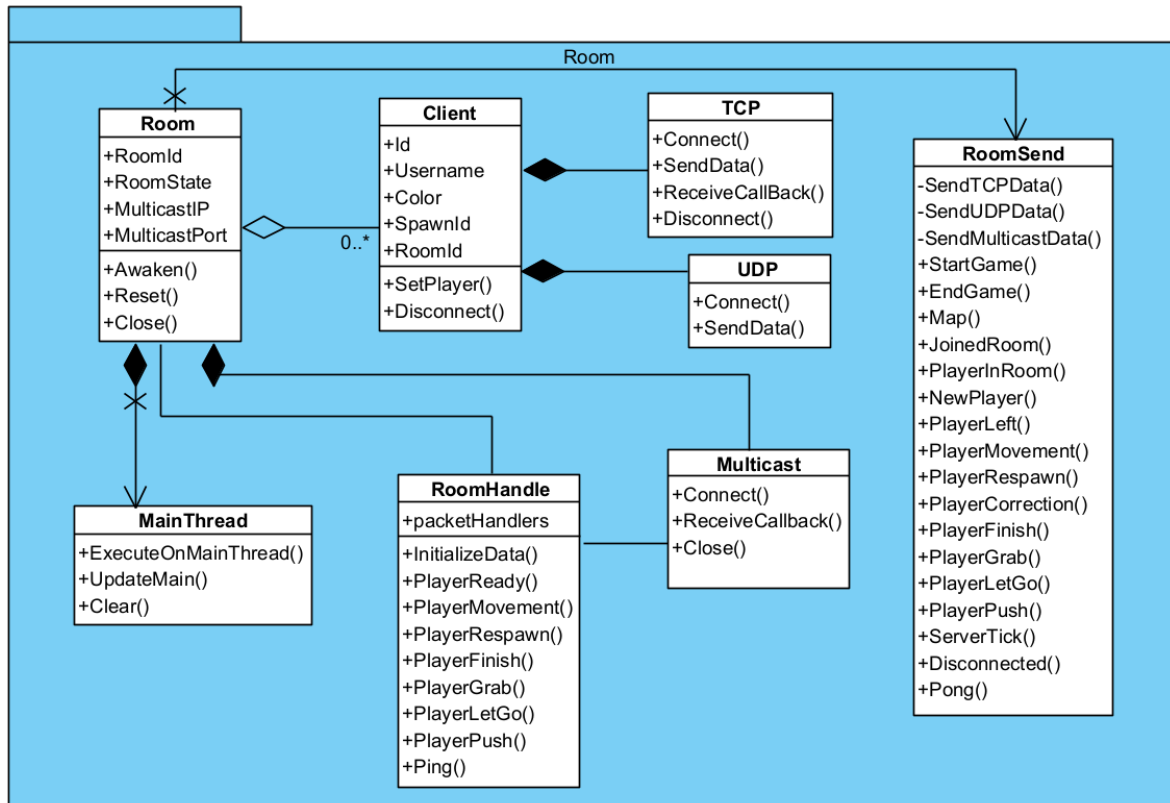 Room
Room
+RoomId
+RoomState
+MulticastIP
+MulticastPort
+Awaken()
+Reset()
+Close()
0..*
Client
+Id
+Username
+Color
+SpawnId
+RoomId
+SetPlayer()
+Disconnect()
TCP
+Connect()
+SendData()
+ReceiveCallBack()
+Disconnect()
UDP
+Connect()
+SendData()
RoomSend
-SendTCPData()
-SendUDPData()
-SendMulticastData()
+StartGame()
+EndGame()
+Map()
+JoinedRoom()
+PlayerInRoom()
+NewPlayer()
+PlayerLeft()
+PlayerMovement()
+PlayerRespawn()
+PlayerCorrection()
+PlayerFinish()
+PlayerGrab()
+PlayerLetGo()
+PlayerPush()
+ServerTick()
+Disconnected()
+Pong()
MainThread
+ExecuteOnMainThread()
+UpdateMain()
+Clear()
RoomHandle
+packetHandlers
+InitializeData()
+PlayerReady()
+PlayerMovement()
+PlayerRespawn()
+PlayerFinish()
+PlayerGrab()
+PlayerLetGo()
+PlayerPush()
+Ping()
Multicast
+Connect()
+ReceiveCallback()
+Close()